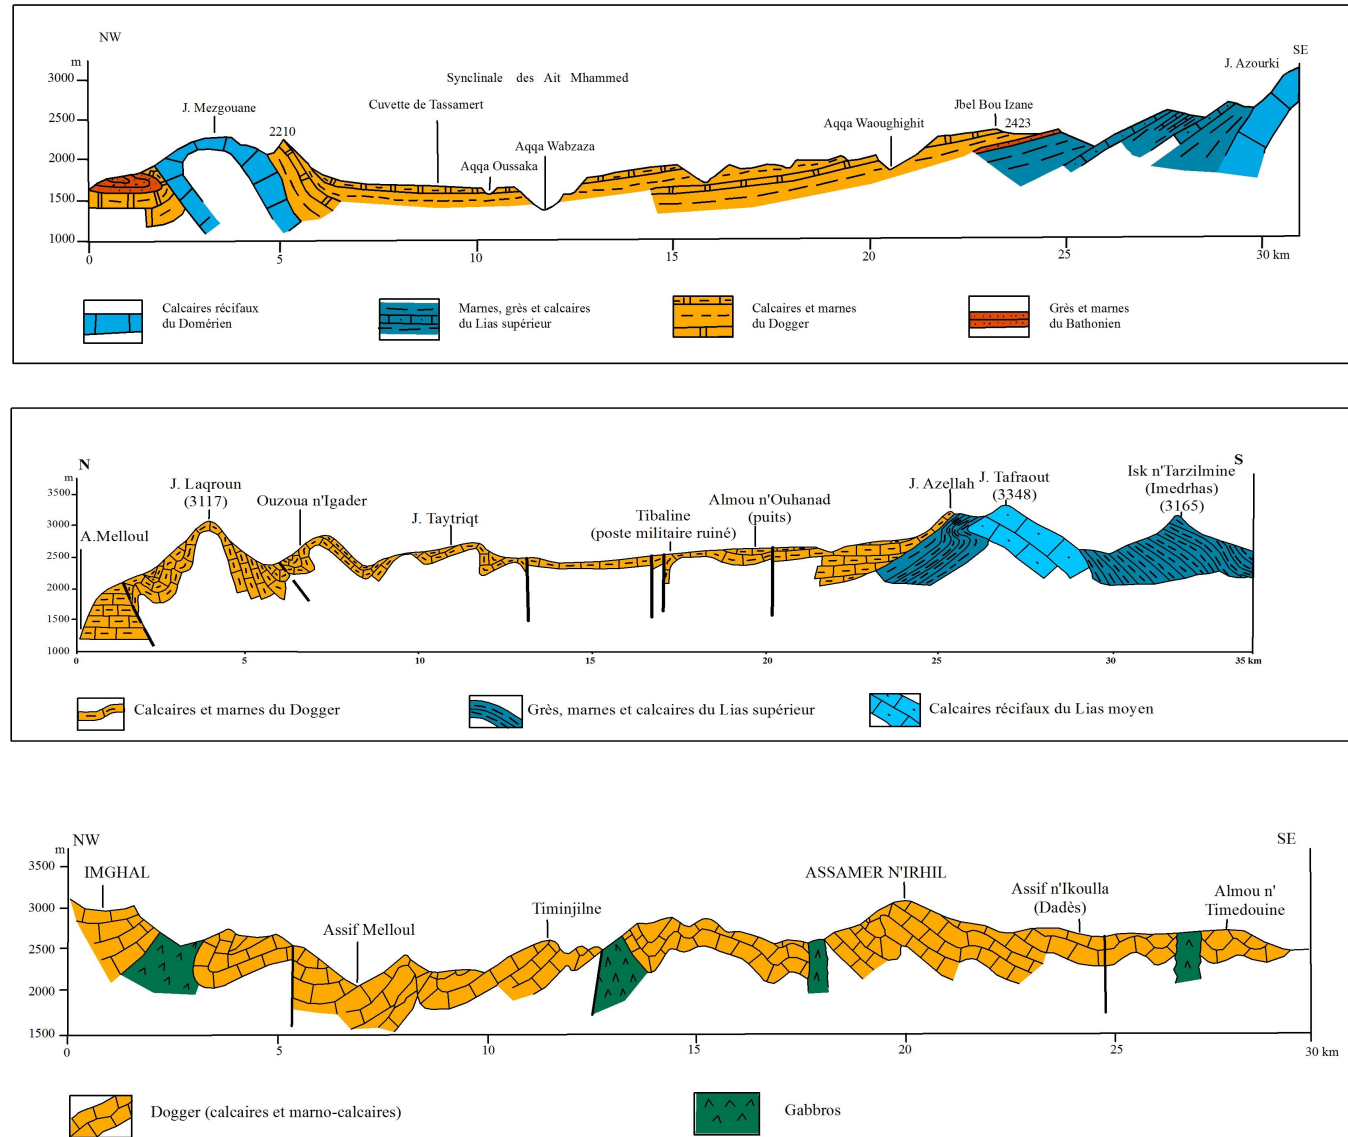 NW
SE
m
3000
2500
2000
1500
1000
J. Mezgouane
2210
Synclinale des Ait Mhammed
Cuvette de Tassamert
Aqqa Oussaka
Aqqa Wabzaza
Aqqa Waoughighit
Jbel Bou Izane
2423
J. Azourki
0
5
10
15
20
25
30 km
Calcaires récifaux
du Domérien
Marnes, grès et calcaires
du Lias supérieur
Calcaires et marnes
du Dogger
Grès et marnes
du Bathonien
N
S
m
3500
3000
2500
2000
1500
1000
A.Melloul
J. Laqroun
(3117)
Ouzoua n'Igader
J. Taytriqt
Tibaline
(poste militaire ruiné)
Almou n'Ouhanad
(puits)
J. Azellah
J. Tafraout
(3348)
Isk n'Tarzilmine
(Imedrhas)
3165)
0
5
10
15
20
25
30
35 km
Calcaires et marnes du Dogger
Grès, marnes et calcaires du Lias supérieur
Calcaires récifaux du Lias moyen
NW
SE
m
3500
3000
2500
2000
1500
IMGHAL
Assif Melloul
Timinjilne
ASSAMER N'IRHIL
Assif n'Ikoulla
(Dadès)
Almou n'
Timedouine
0
5
10
15
20
25
30 km
Dogger (calcaires et marno-calcaires)
Gabbros